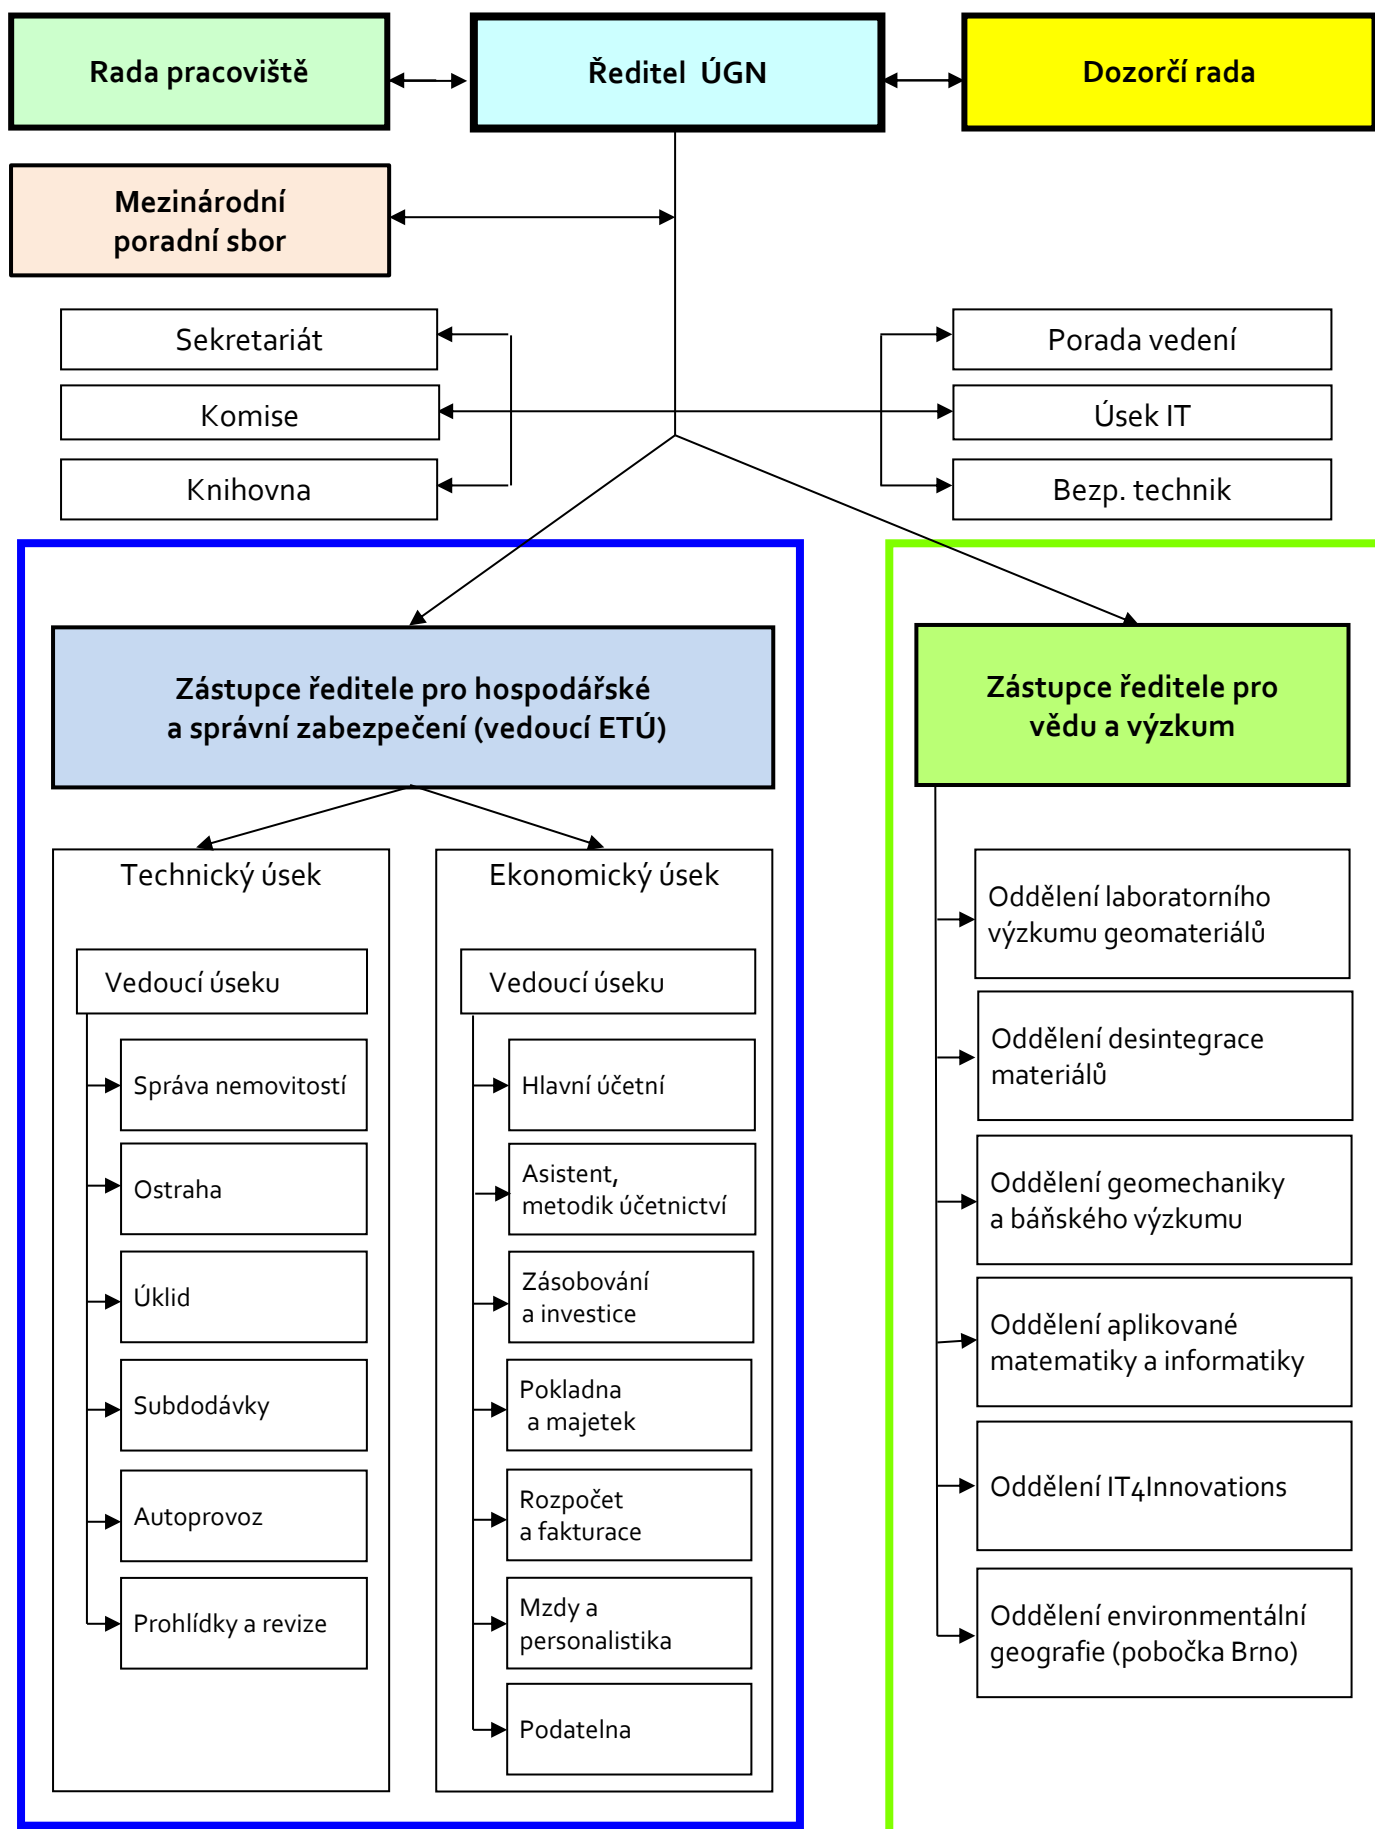 Rada pracoviště
Ředitel ÚGN
Dozorčí rada
Mezinárodní
poradní sbor
Sekretariát
Komise
Knihovna
Porada vedení
Úsek IT
Bezp. technik
Zástupce ředitele pro hospodářské
a správní zabezpečení (vedoucí ETÚ)
Technický úsek
Vedoucí úseku
Správa nemovitostí
Ostraha
Úklid
Subdodávky
Autoprovoz
Prohlídky a revize
Ekonomický úsek
Vedoucí úseku
Hlavní účetní
Asistent,
metodik účetnictví
Zásobování
a investice
Pokladna
a majetek
Rozpočet
a fakturace
Mzdy a
personalistika
Podatelna
Zástupce ředitele pro
vědu a výzkum
Oddělení laboratorního
výzkumu geomateriálů
Oddělení desintegrace
materiálů
Oddělení geomechaniky
a báňského výzkumu
Oddělení aplikované
matematiky a informatiky
Oddělení IT4Innovations
Oddělení environmentální
geografie (pobočka Brno)